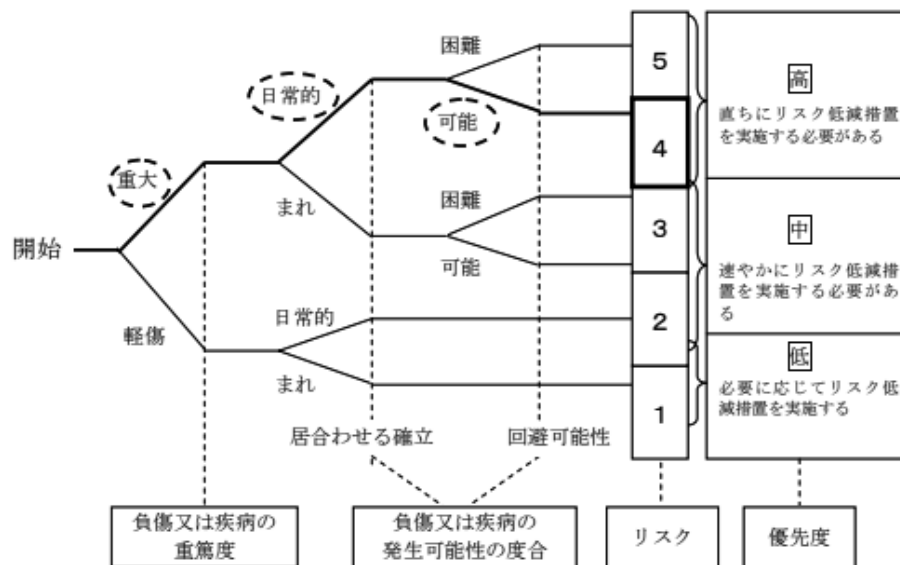 困難
日常的
可能
重大
まれ
困難
開始
可能
日常的
軽傷
まれ
居合わせる確立
回避可能性
5
4
3
2
1
高
直ちにリスク低減措置
を実施する必要がある
中
速やかにリスク低減措
置を実施する必要があ
る
低
必要に応じてリスク低
減措置を実施する
負傷又は疾病の
重篤度
負傷又は疾病の
発生可能性の度合
リスク
優先度